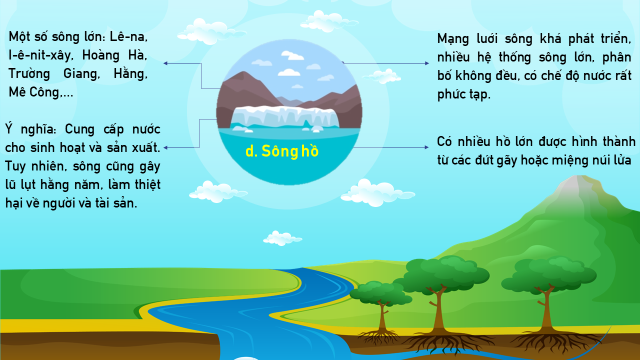 Một số sông lớn: Lê-na,
I-ê-nit-xây, Hoàng Hà,
Trường Giang, Hằng,
Mê Công,...
Ý nghĩa: Cung cấp nước
cho sinh hoạt và sản xuất.
Tuy nhiên, sông cũng gây
lũ lụt hằng năm, làm thiệt
hại về người và tài sản.
d. Sông hồ
Mạng luới sông khá phát triển,
nhiều hệ thống sông lớn, phân
bố không đều, có chế độ nước rất
phức tạp.
Có nhiều hồ lớn được hình thành
từ các đứt gãy hoặc miệng núi lửa